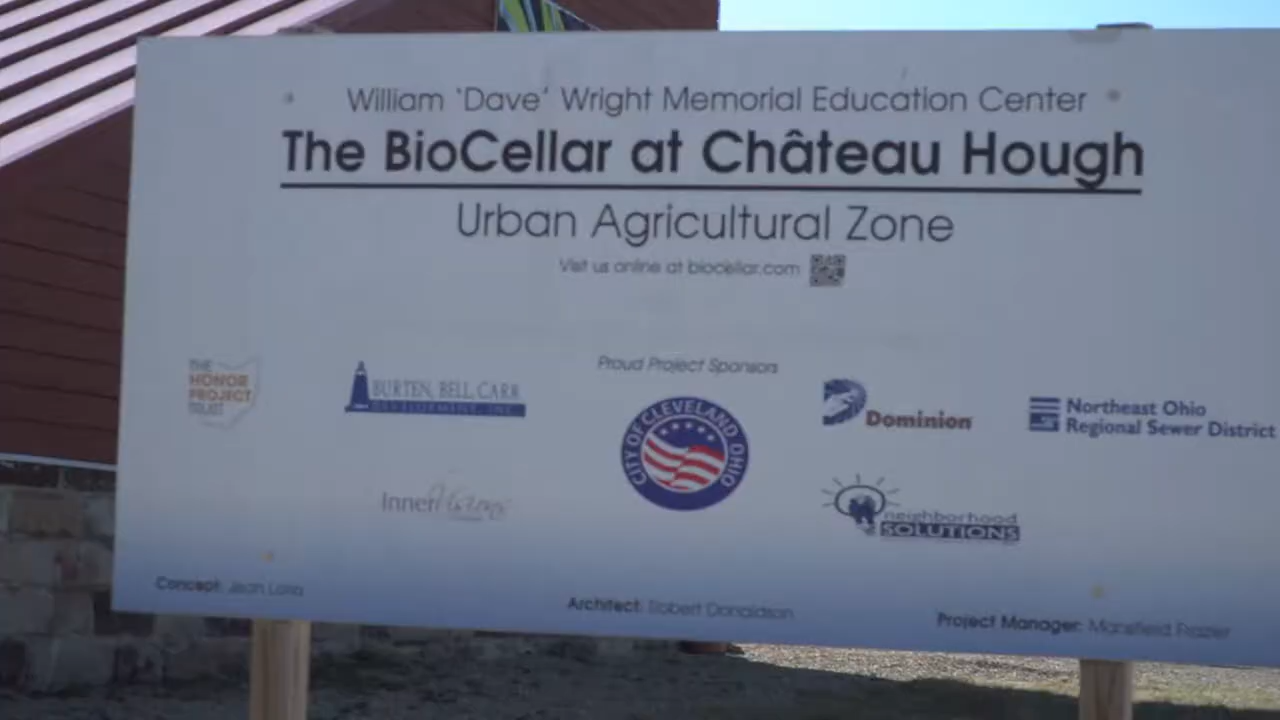 William ‘Dave’ Wright Memorial Education Center
The BioCellar at Château Hough
Urban Agricultural Zone
Visit us online at biocellar.com
Proud Project Sponsors
THE
HONOR
PROJECT
TRUST
BURTEN, BELL, CARR
DEVELOPMENT, INC.
CITY OF CLEVELAND OHIO
Dominion
Northeast Ohio
Regional Sewer District
Inner
neighborhood
SOLUTIONS
Concept: Jean Loria
Architect: Robert Donaldson
Project Manager: Mansfield Frazier